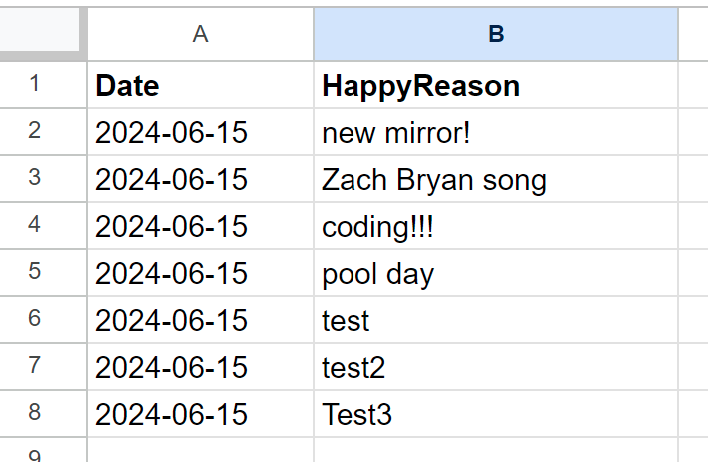 A B
1 Date HappyReason
2 2024-06-15 new mirror!
3 2024-06-15 Zach Bryan song
4 2024-06-15 coding!!!
5 2024-06-15 pool day
6 2024-06-15 test
7 2024-06-15 test2
8 2024-06-15 Test3
9